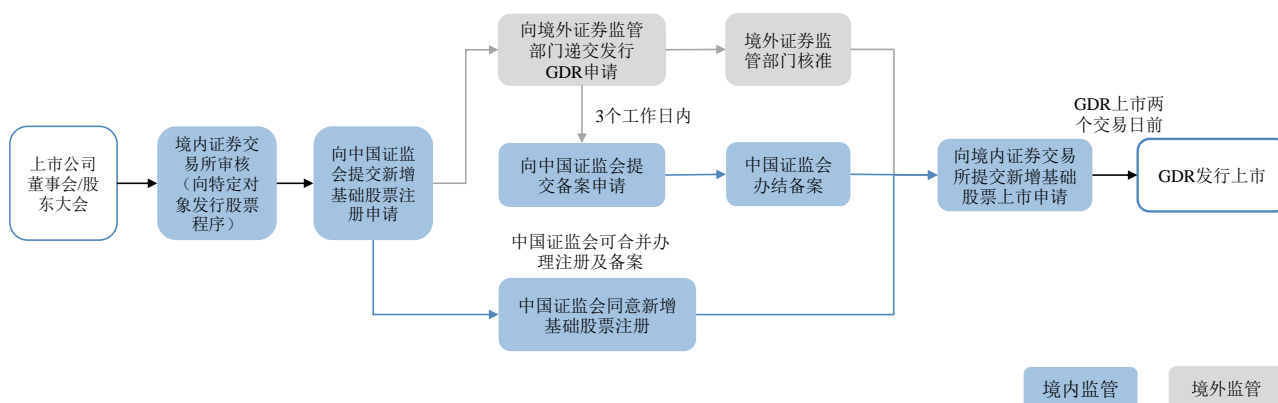 向境外证券监管
部门递交发行
GDR申请
境外证券监
管部门核准
3个工作日内
GDR上市两
个交易日前
上市公司
董事会/股
东大会
境内证券交
易所审核
（向特定对
象发行股票
程序）
向中国证监
会提交新增
基础股票注
册申请
向中国证监会提
交备案申请
中国证监会
办结备案
向境内证券交易
所提交新增基础
股票上市申请
GDR发行上市
中国证监会可合并办
理注册及备案
中国证监会同意新增
基础股票注册
境内监管
境外监管